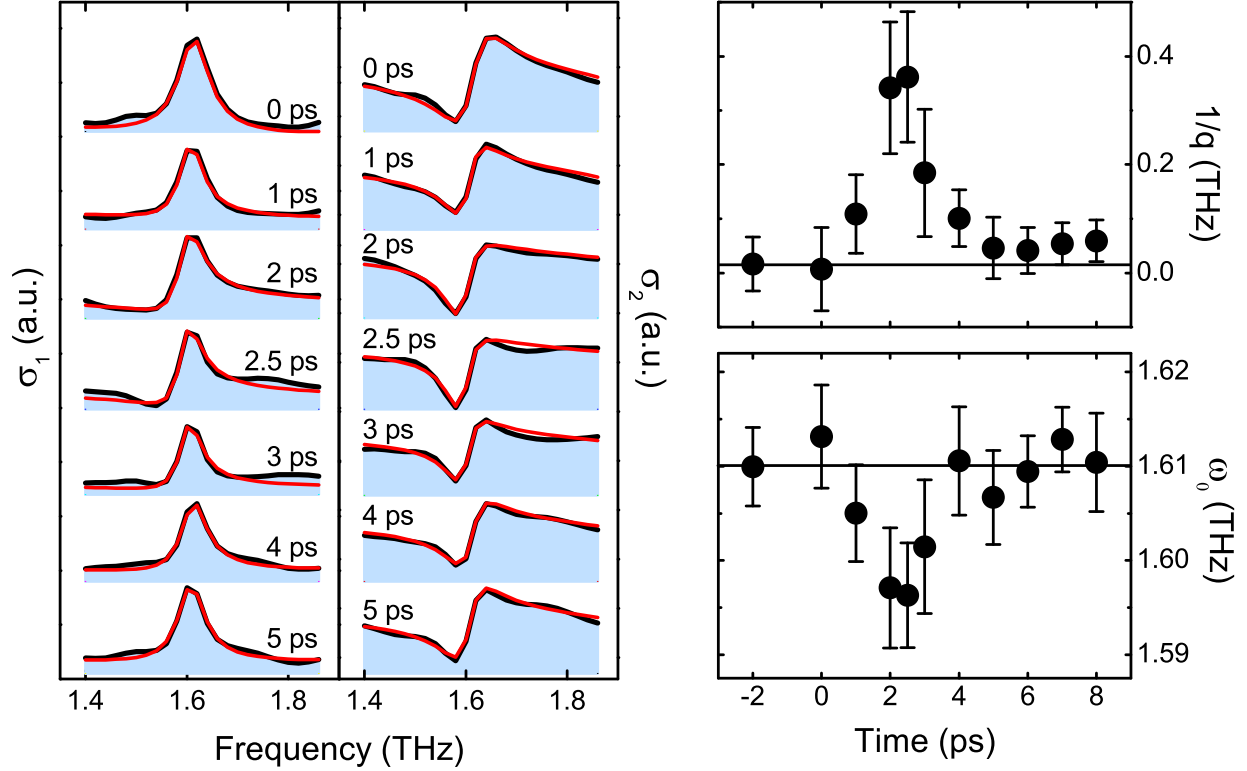 σ1 (a.u.)
0 ps
1 ps
2 ps
2.5 ps
3 ps
4 ps
5 ps
1.4 1.6 1.8
0 ps
1 ps
2 ps
2.5 ps
3 ps
4 ps
5 ps
1.4 1.6 1.8
σ2 (a.u.)
Frequency (THz)
0.4
0.2
0.0
1/q (THz)
1.62
1.61
1.60
1.59
ω0 (THz)
-2 0 2 4 6 8
Time (ps)